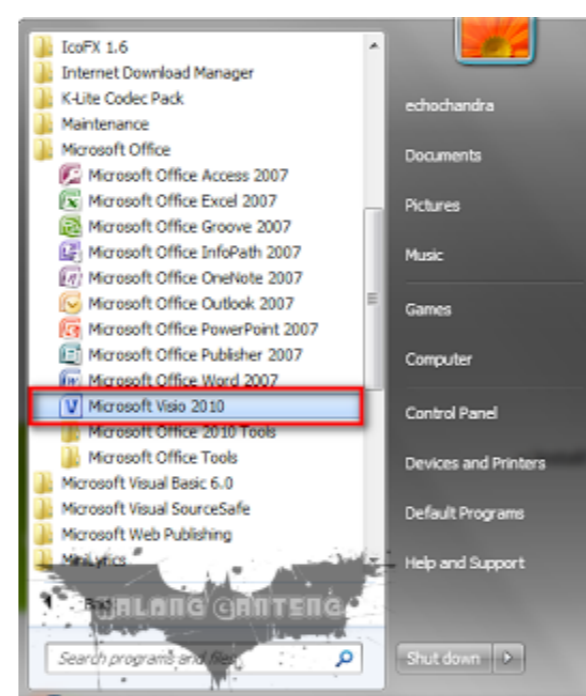 IcoFX 1.6
Internet Download Manager
K-Lite Codec Pack
Maintenance
Microsoft Office
Microsoft Office Access 2007
Microsoft Office Excel 2007
Microsoft Office Groove 2007
Microsoft Office InfoPath 2007
Microsoft Office OneNote 2007
Microsoft Office Outlook 2007
Microsoft Office PowerPoint 2007
Microsoft Office Publisher 2007
Microsoft Office Word 2007
Microsoft Visio 2010
Microsoft Office 2010 Tools
Microsoft Office Tools
Microsoft Visual Basic 6.0
Microsoft Visual SourceSafe
Microsoft Web Publishing
MiniLyrics
GANTENG
Search programs and files
echochandra
Documents
Pictures
Music
Games
Computer
Control Panel
Devices and Printers
Default Programs
Help and Support
Shut down